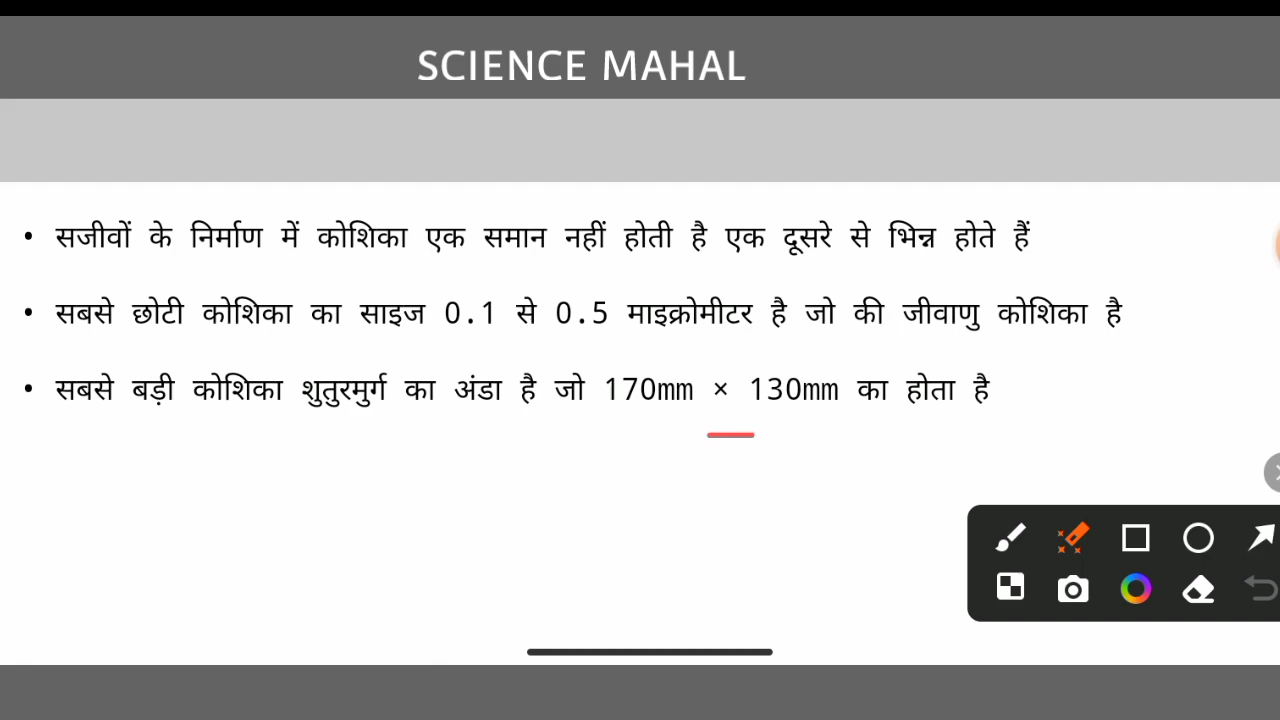 SCIENCE MAHAL
• सजीवों के निर्माण में कोशिका एक समान नहीं होती है एक दूसरे से भिन्न होते हैं
• सबसे छोटी कोशिका का साइज 0.1 से 0.5 माइक्रोमीटर है जो की जीवाणु कोशिका है
• सबसे बड़ी कोशिका शुतुरमुर्ग का अंडा है जो 170mm × 130mm का होता है